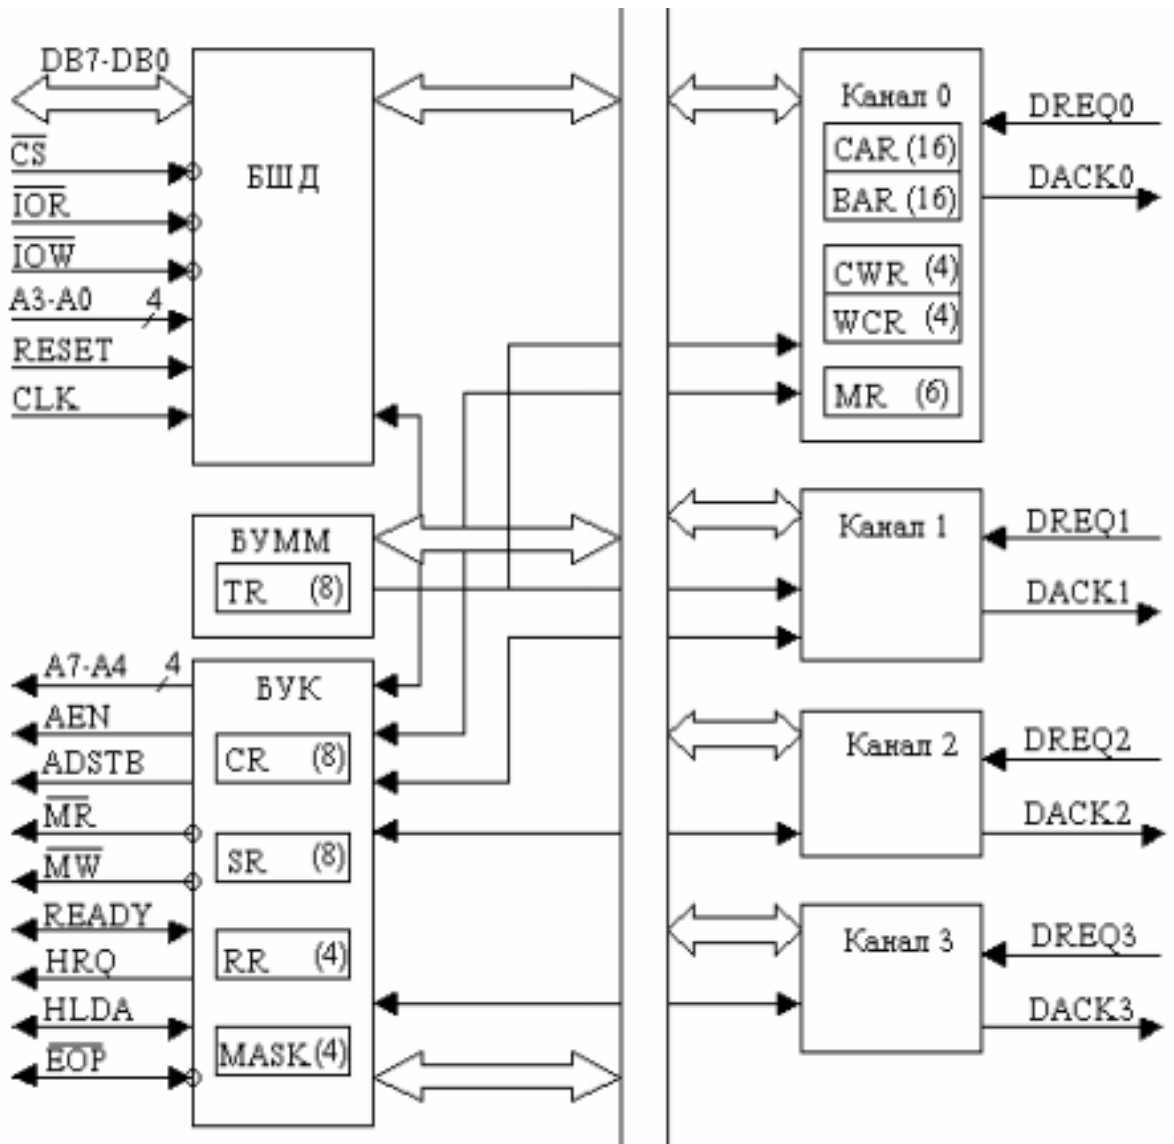 DB7-DB0
CS
IOR
IOW
A3-A0 4
RESET
CLK
БШД
БУММ
TR (8)
A7-A4 4
AEN
ADSTB
MR
MW
READY
HRQ
HLDA
EOP
БУК
CR (8)
SR (8)
RR (4)
MASK (4)
Канал 0
CAR (16)
BAR (16)
CWR (4)
WCR (4)
MR (6)
DREQ0
DACK0
Канал 1
DREQ1
DACK1
Канал 2
DREQ2
DACK2
Канал 3
DREQ3
DACK3